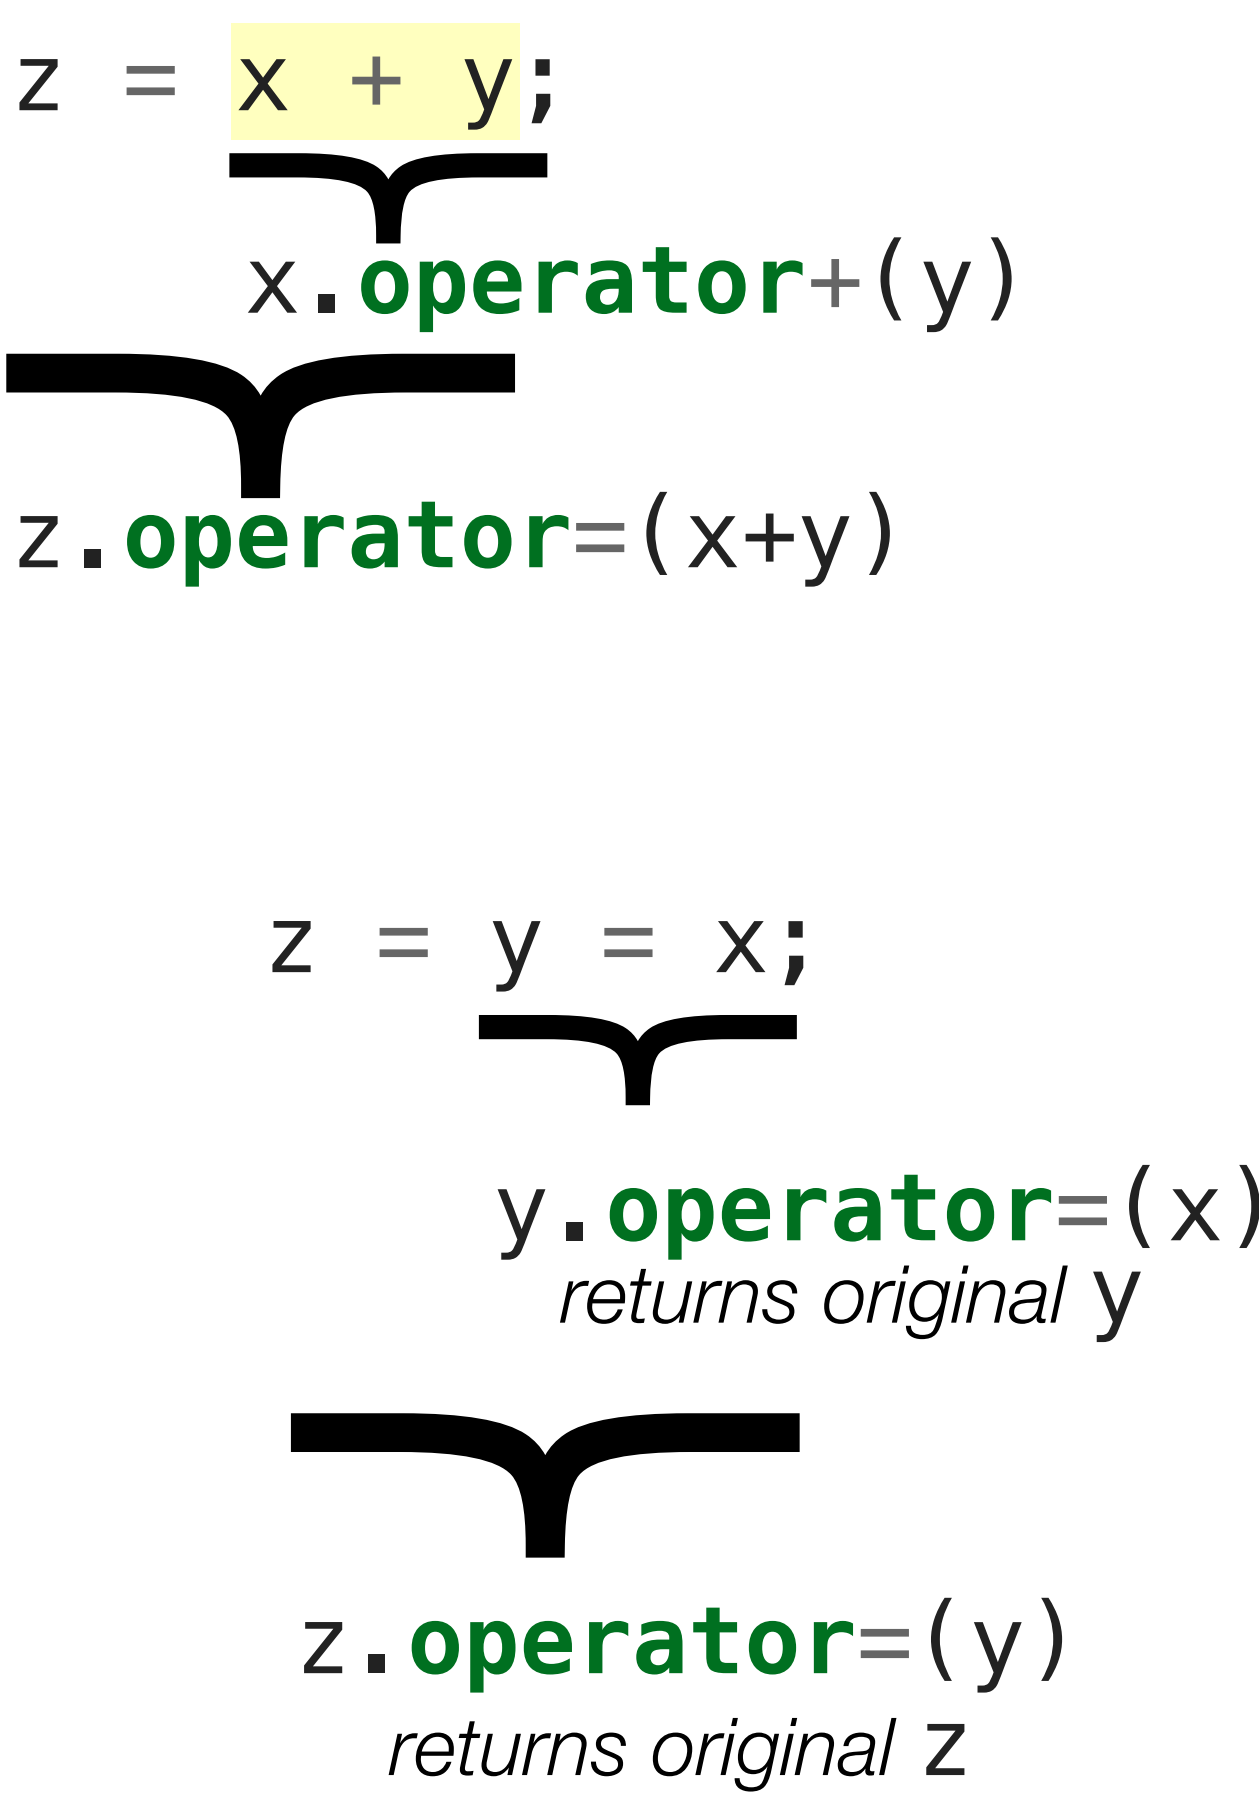 z = x + y;
x.operator+(y)
z.operator=(x+y)
z = y = x;
y.operator=(x)
returns original y
z.operator=(y)
returns original z